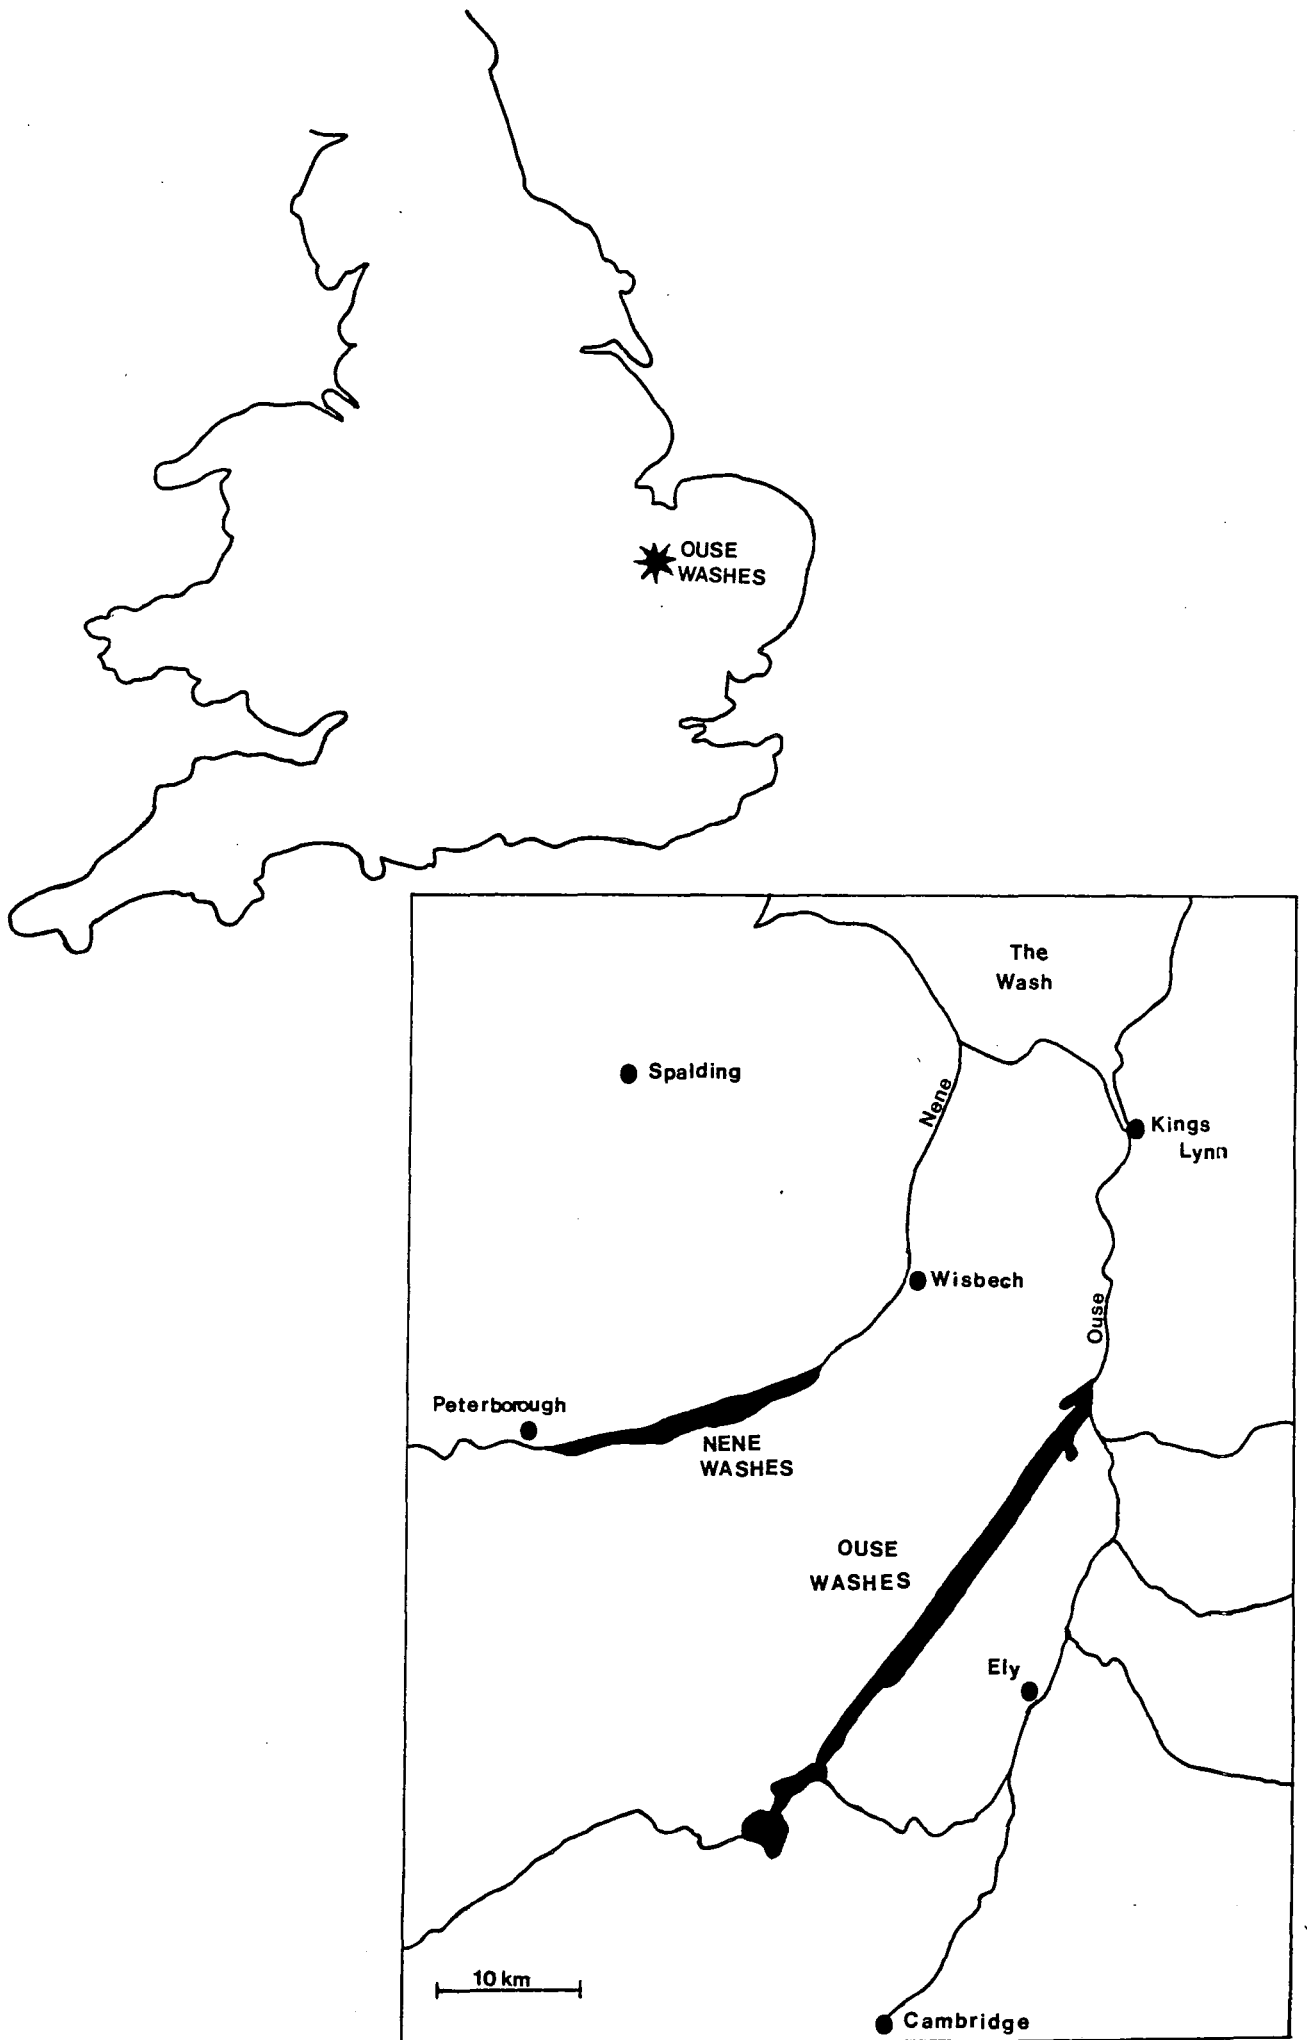 OUSE
WASHES
The
Wash
Spalding
Nene
Kings
Lynn
Wisbech
Ouse
Peterborough
NENE
WASHES
OUSE
WASHES
Ely
10 km
Cambridge